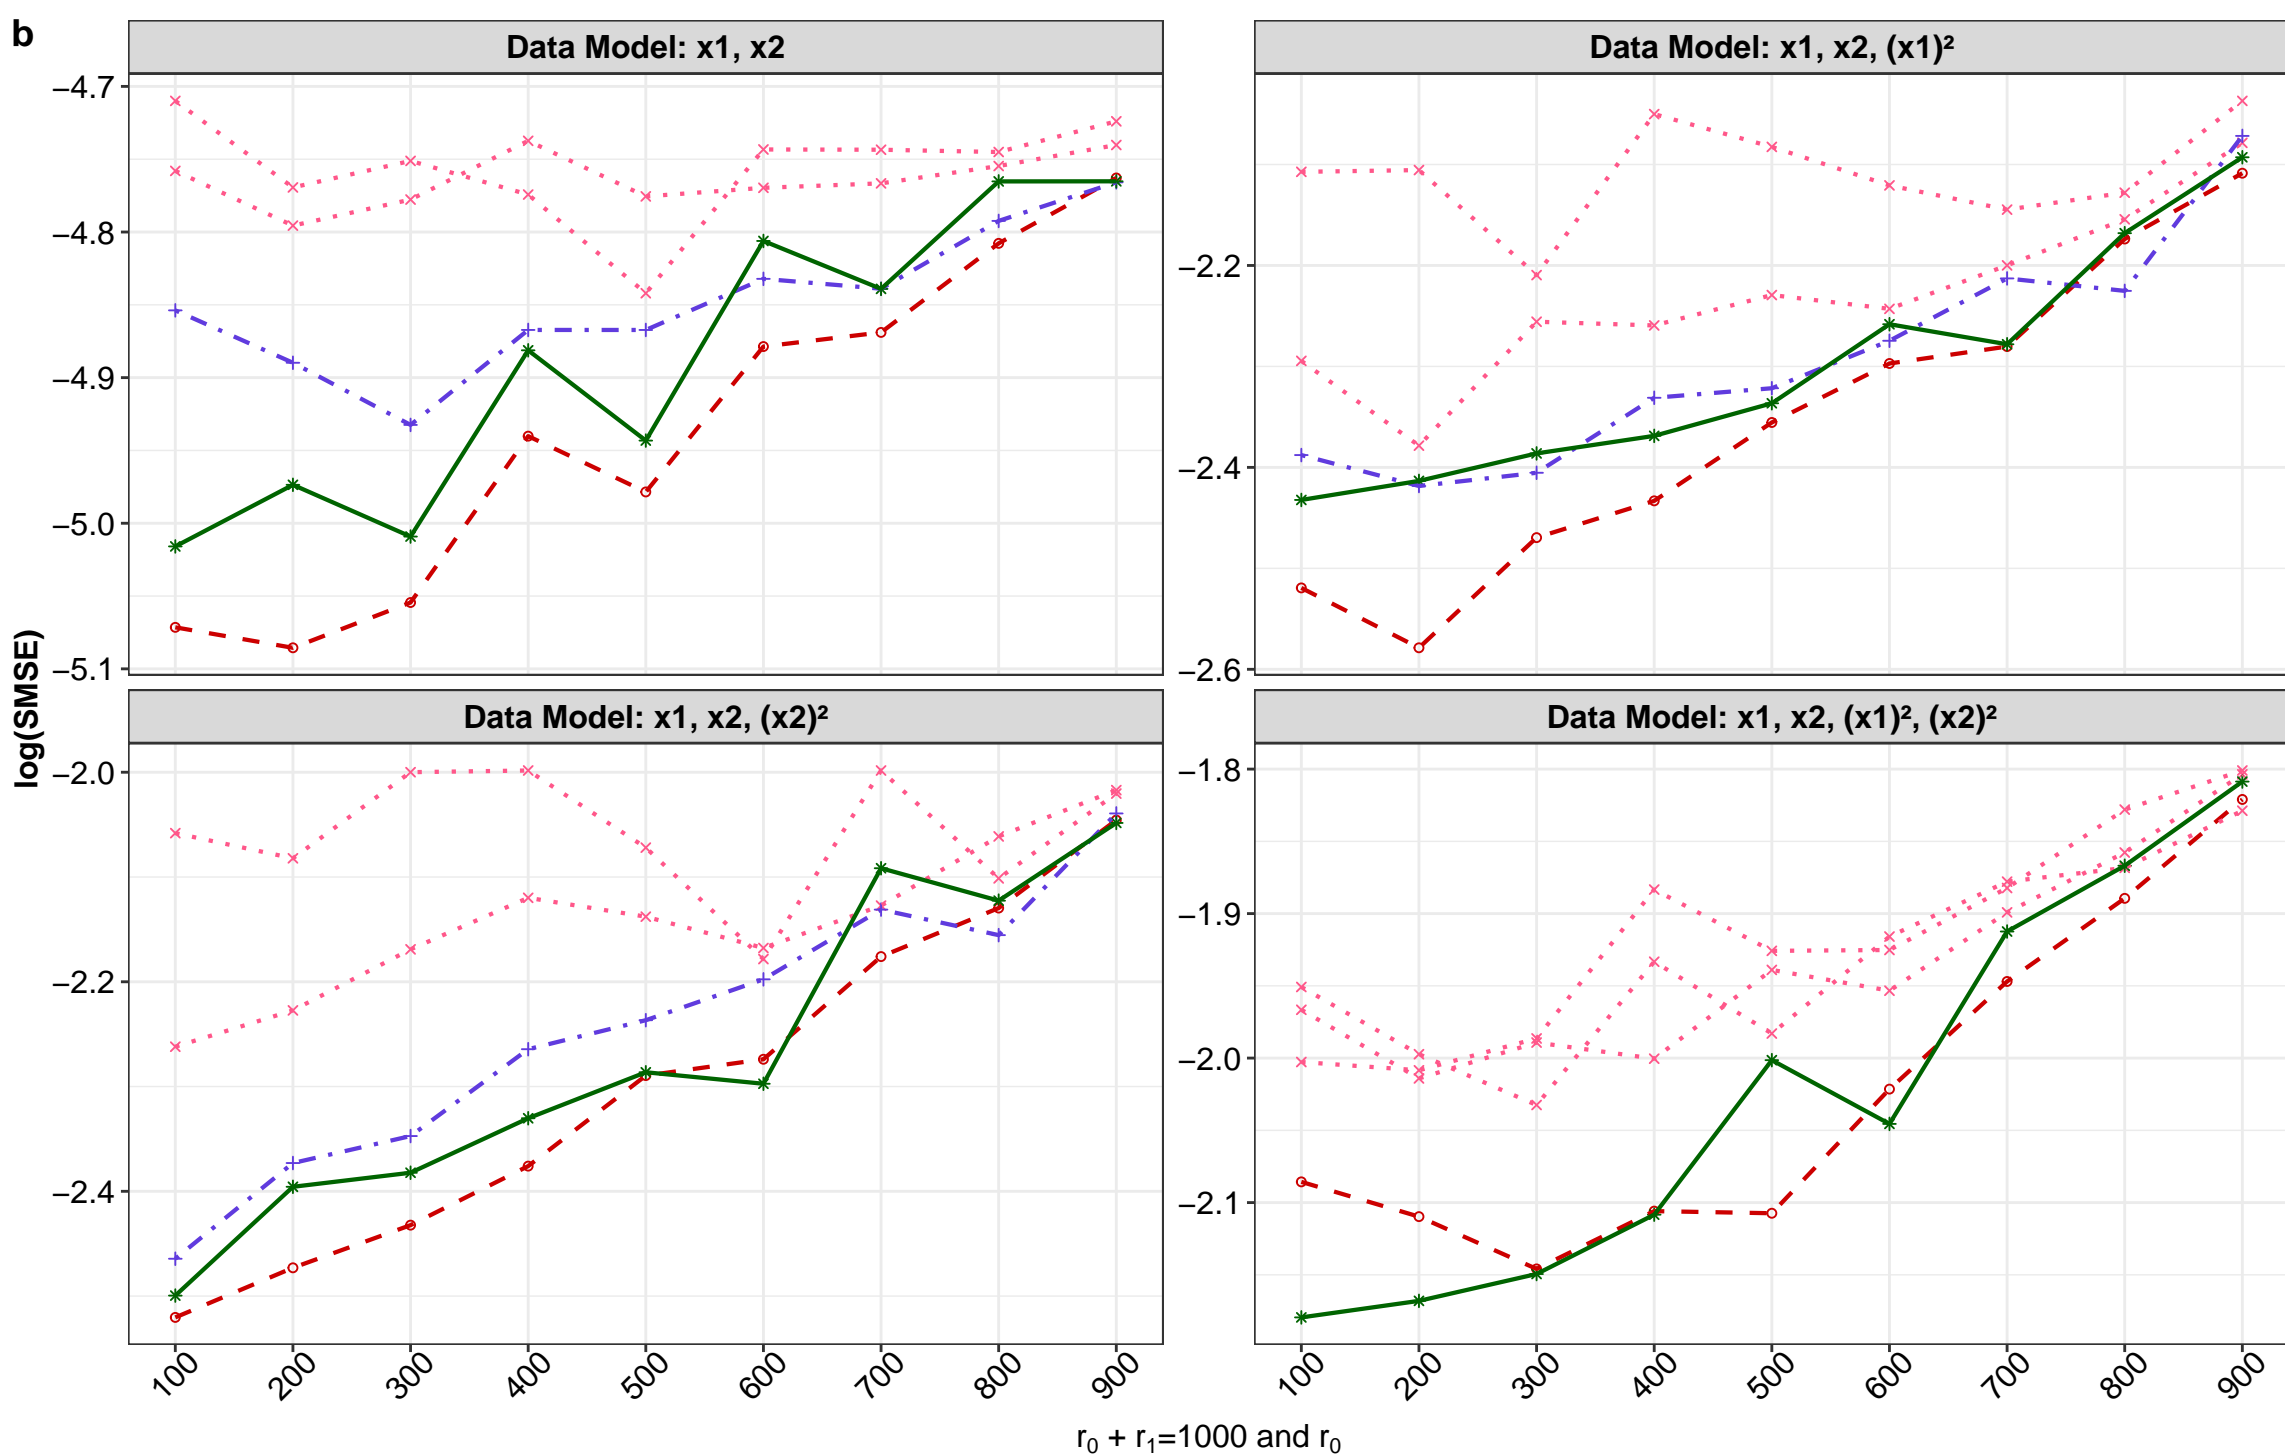 b
Data Model: x1, x2
Data Model: x1, x2, (x1)²
−4.7
−4.8
−4.9
−5.0
−5.1
−2.2
−2.4
−2.6
log(SMSE)
Data Model: x1, x2, (x2)²
Data Model: x1, x2, (x1)², (x2)²
−2.0
−2.2
−2.4
−1.8
−1.9
−2.0
−2.1
100 200 300 400 500 600 700 800 900
100 200 300 400 500 600 700 800 900
r₀ + r₁=1000 and r₀